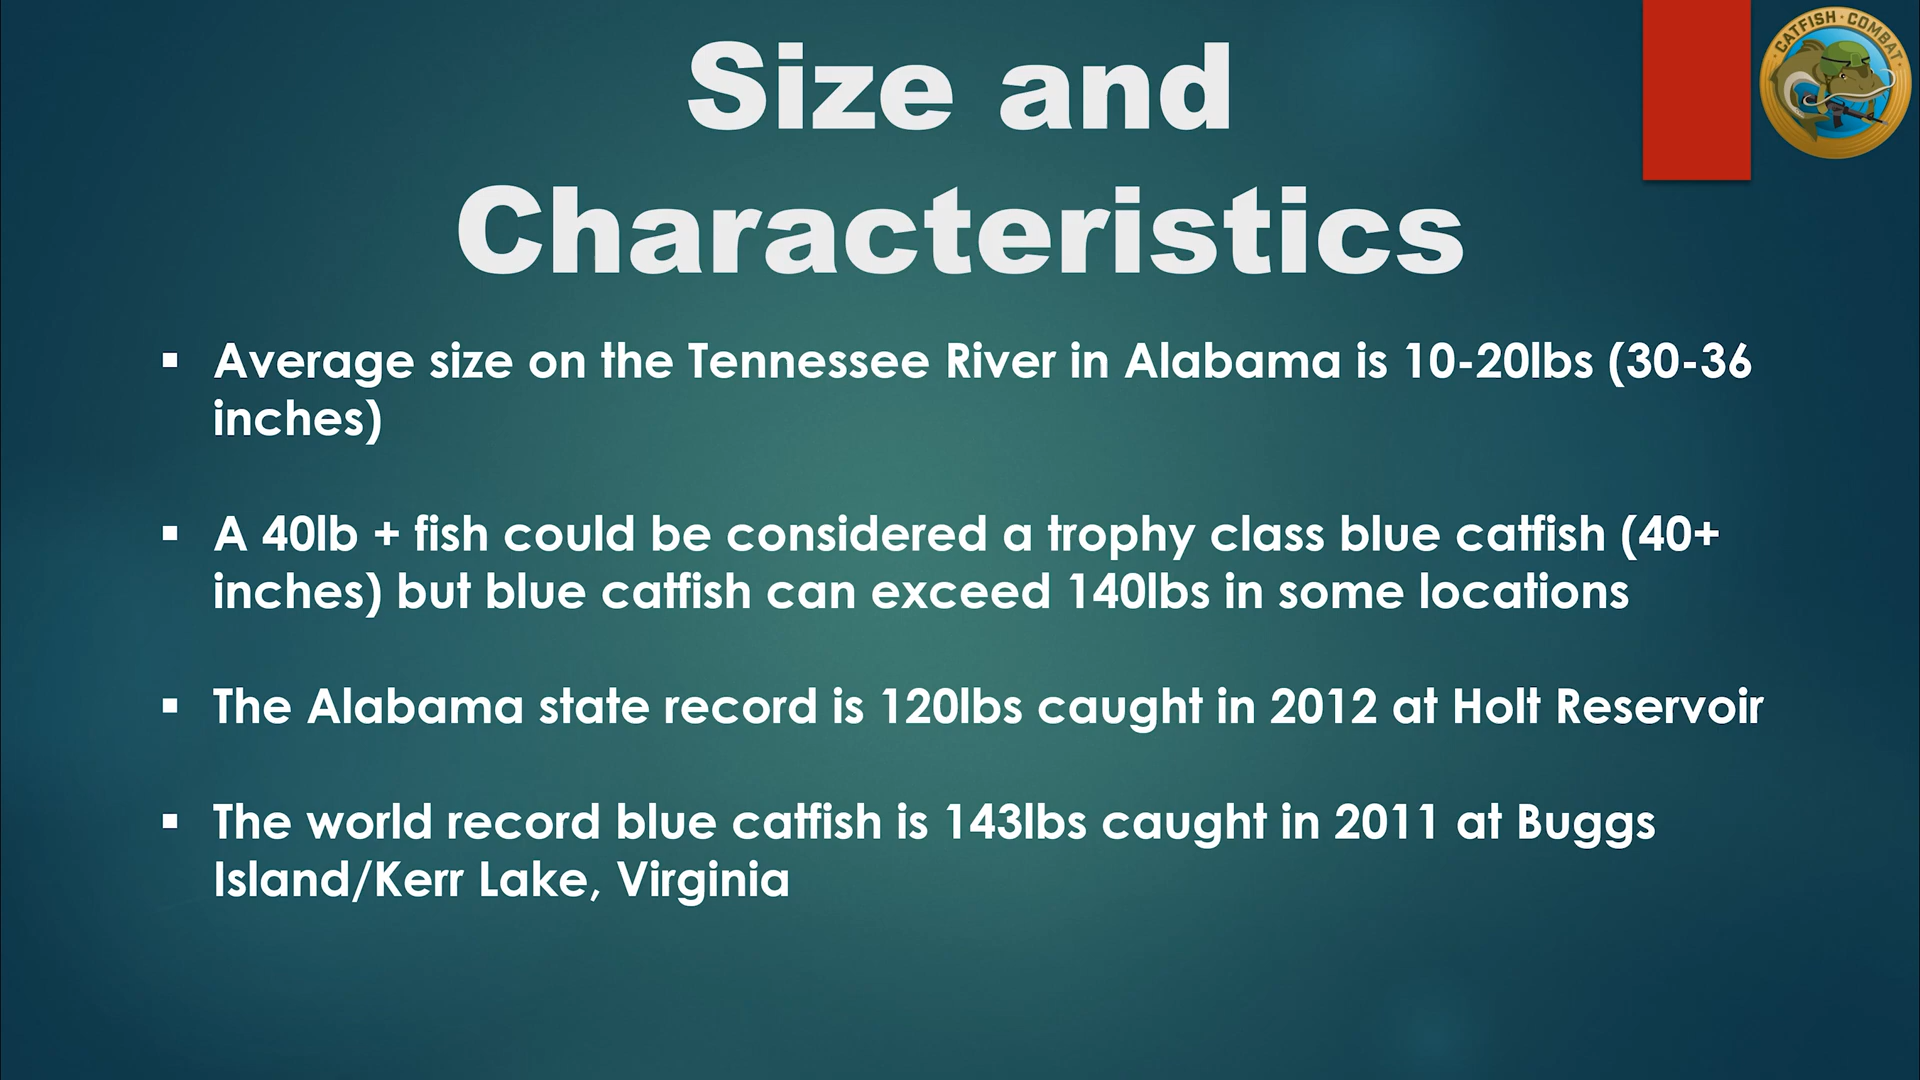 CATFISH · COMBAT
Size and
Characteristics
▪ Average size on the Tennessee River in Alabama is 10-20lbs (30-36
inches)
▪ A 40lb + fish could be considered a trophy class blue catfish (40+
inches) but blue catfish can exceed 140lbs in some locations
▪ The Alabama state record is 120lbs caught in 2012 at Holt Reservoir
▪ The world record blue catfish is 143lbs caught in 2011 at Buggs
Island/Kerr Lake, Virginia